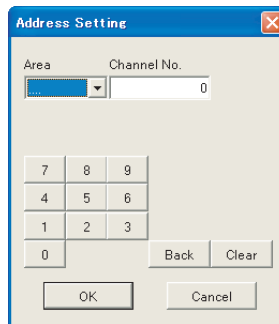 Address Setting
Area Channel No.
.... 0
7 8 9
4 5 6
1 2 3
0 Back Clear
OK Cancel